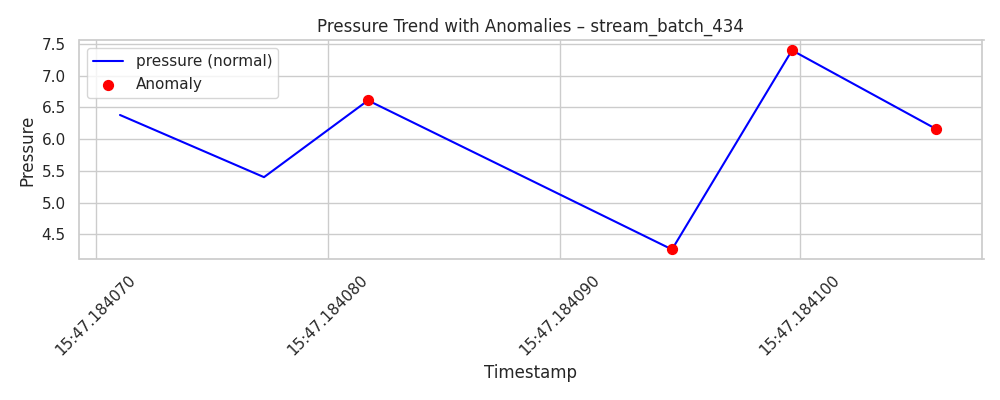 Pressure Trend with Anomalies – stream_batch_434
pressure (normal)
Anomaly
Pressure
7.5
7.0
6.5
6.0
5.5
5.0
4.5
15:47.184070
15:47.184080
15:47.184090
15:47.184100
Timestamp